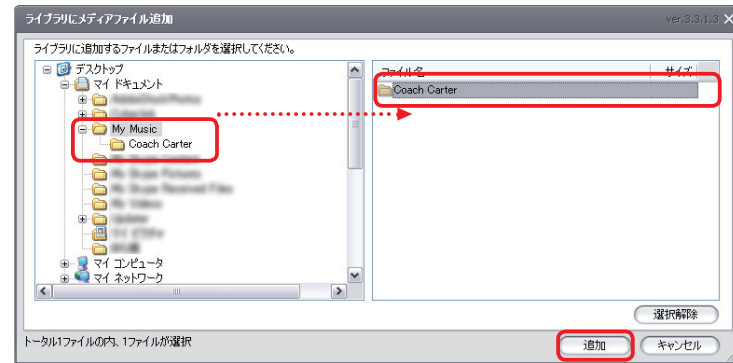 ライブラリにメディアファイル追加
ver.3.3.1.3
ライブラリに追加するファイルまたはフォルダを選択してください。
デスクトップ
マイ ドキュメント
My Music
Coach Carter
マイ コンピュータ
マイ ネットワーク
ファイル名
サイズ
Coach Carter
選択解除
トータル1ファイルの内、1ファイルが選択
追加
キャンセル